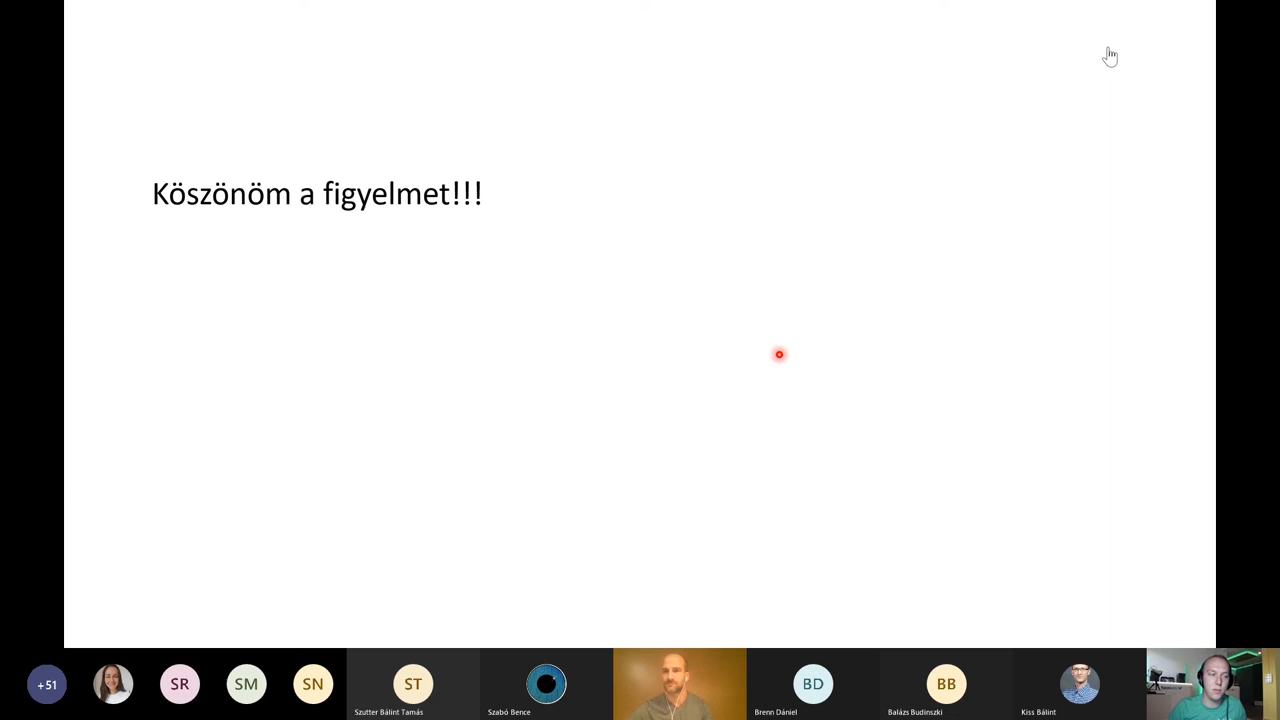 Köszönöm a figyelmet!!!
+51
SR
SM
SN
ST
Szutter Bálint Tamás
Szabó Bence
BD
Brenn Dániel
BB
Balázs Budinszki
Kiss Bálint